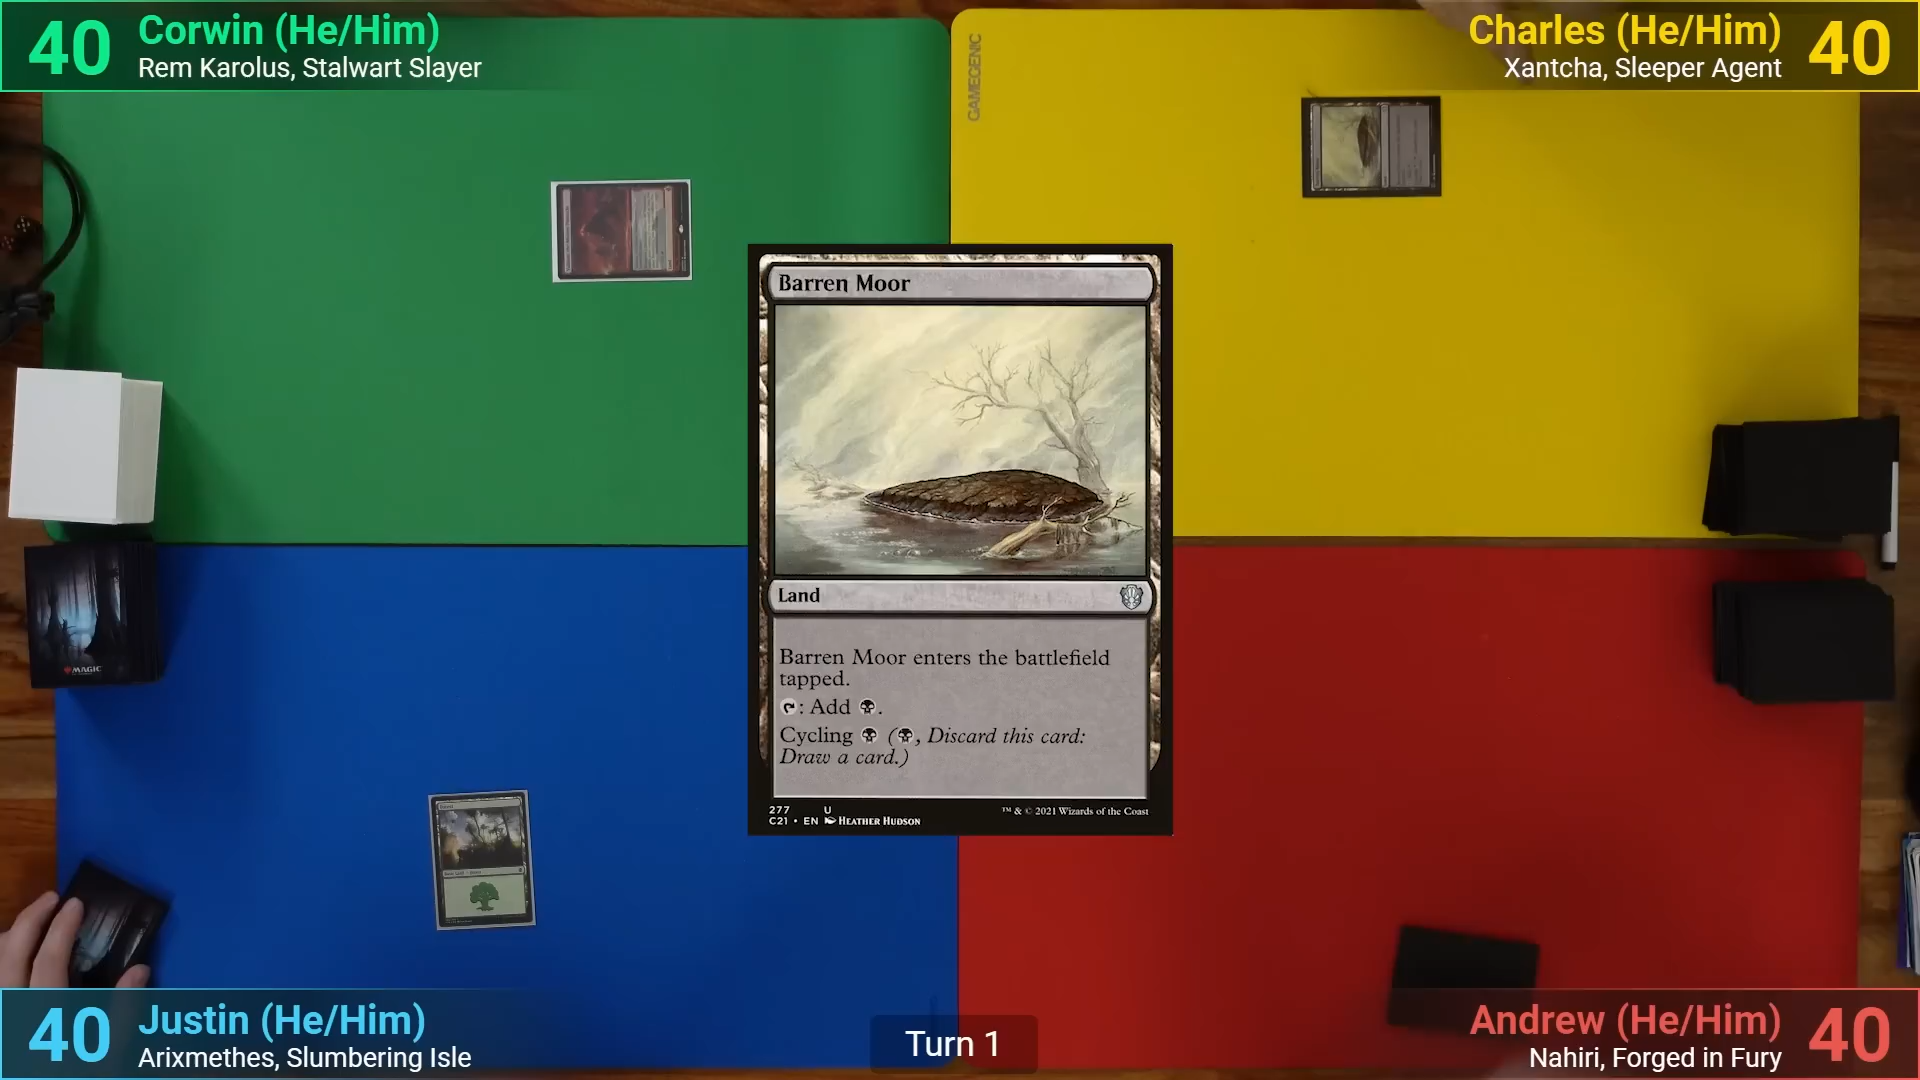 40
Corwin (He/Him)
Rem Karolus, Stalwart Slayer
Charles (He/Him)
Xantcha, Sleeper Agent
40
GAMEGENIC
Barren Moor
Land
Barren Moor enters the battlefield
tapped.
: Add .
Cycling (, Discard this card:
Draw a card.)
277 U
C21 • EN HEATHER HUDSON
™ & © 2021 Wizards of the Coast
MAGIC
40
Justin (He/Him)
Arixmethes, Slumbering Isle
Turn 1
Andrew (He/Him)
Nahiri, Forged in Fury
40